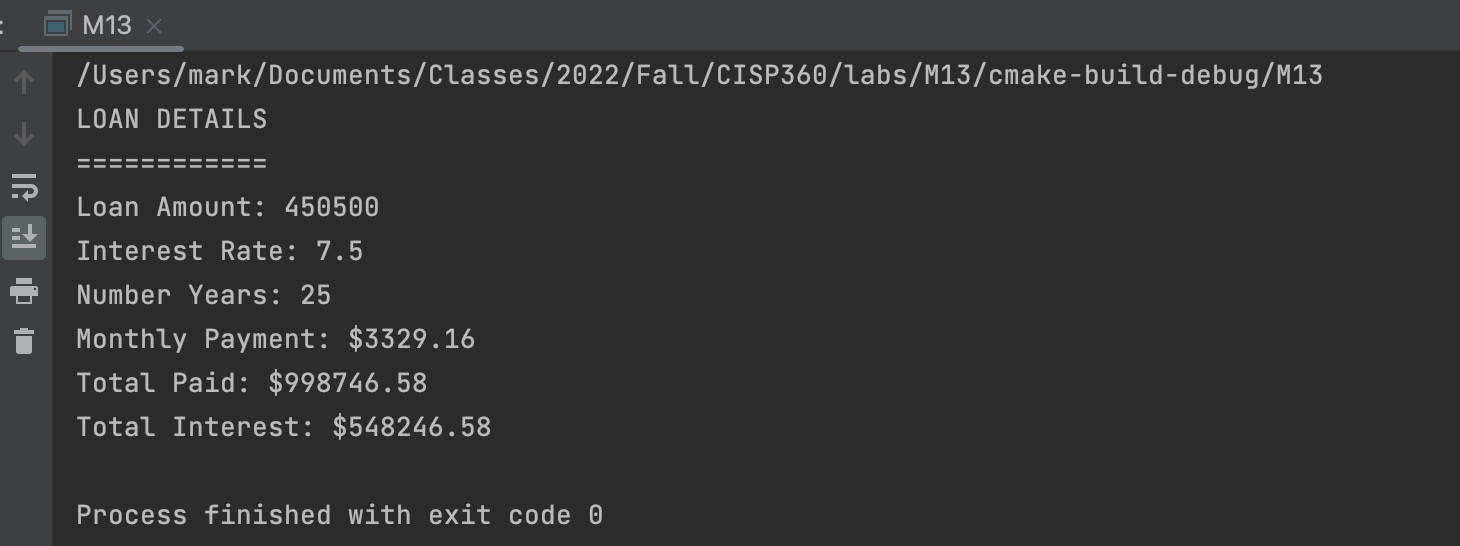 : M13 ×
/Users/mark/Documents/Classes/2022/Fall/CISP360/labs/M13/cmake-build-debug/M13
LOAN DETAILS
============
Loan Amount: 450500
Interest Rate: 7.5
Number Years: 25
Monthly Payment: $3329.16
Total Paid: $998746.58
Total Interest: $548246.58

Process finished with exit code 0